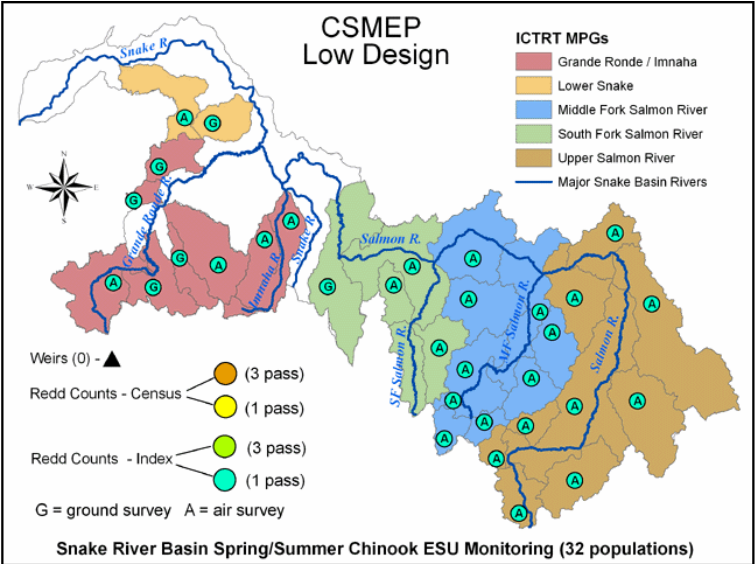 CSMEP
Low Design
ICTRT MPGs
Grande Ronde / Imnaha
Lower Snake
Middle Fork Salmon River
South Fork Salmon River
Upper Salmon River
Major Snake Basin Rivers
Snake R.
A
G
G
G
N
W
E
S
Grande Ronde R.
A
G
G
A
A
A
Imnaha R.
Snake R.
Salmon R.
G
A
A
A
SF Salmon R.
A
A
A
A
A
A
A
A
A
MF Salmon R.
A
A
A
A
A
A
A
A
A
Salmon R.
Weirs (0) -
Redd Counts - Census
(3 pass)
(1 pass)
Redd Counts - Index
(3 pass)
(1 pass)
G = ground survey A = air survey
Snake River Basin Spring/Summer Chinook ESU Monitoring (32 populations)